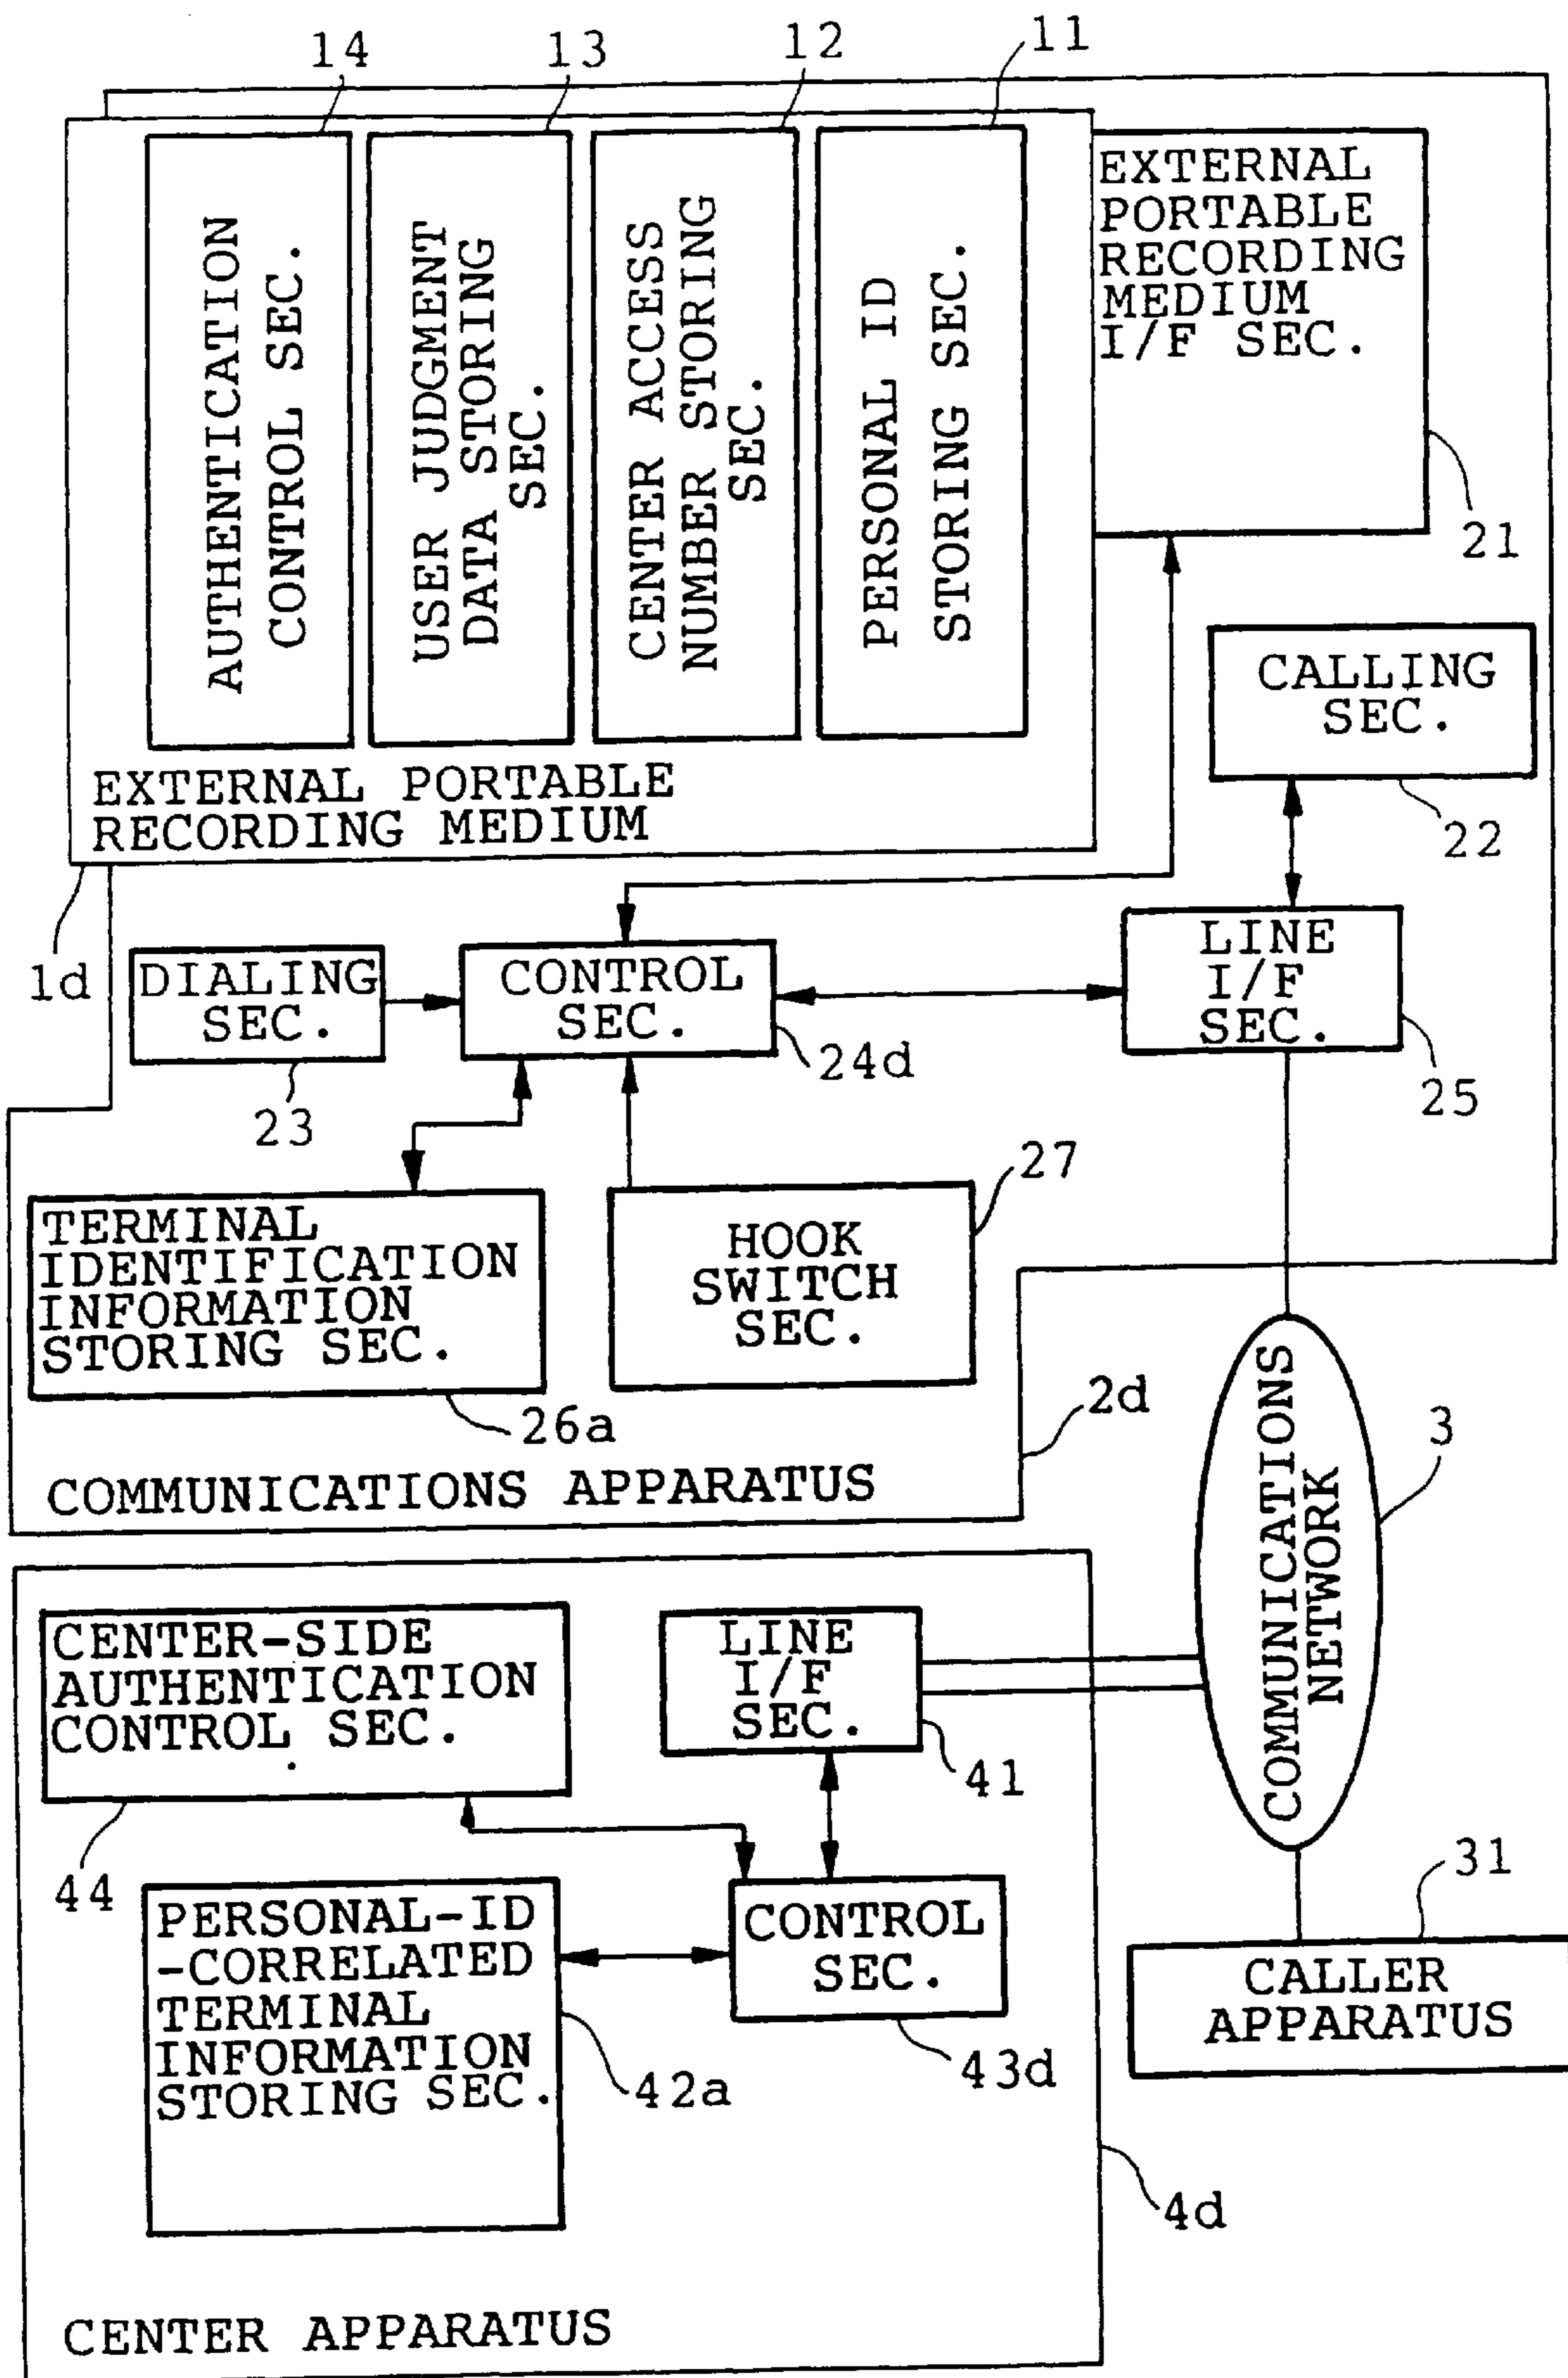 14
13
12
11
AUTHENTICATION
CONTROL SEC.
USER JUDGMENT
DATA STORING
SEC.
CENTER ACCESS
NUMBER STORING
SEC.
PERSONAL ID
STORING SEC.
EXTERNAL
PORTABLE
RECORDING
MEDIUM
I/F SEC.
21
CALLING
SEC.
22
EXTERNAL PORTABLE
RECORDING MEDIUM
1d
DIALING
SEC.
23
CONTROL
SEC.
24d
LINE
I/F
SEC.
25
TERMINAL
IDENTIFICATION
INFORMATION
STORING SEC.
26a
HOOK
SWITCH
SEC.
27
2d
COMMUNICATIONS APPARATUS
COMMUNICATIONS
NETWORK
3
CENTER-SIDE
AUTHENTICATION
CONTROL SEC.
44
LINE
I/F
SEC.
41
PERSONAL-ID
-CORRELATED
TERMINAL
INFORMATION
STORING SEC.
42a
CONTROL
SEC.
43d
31
CALLER
APPARATUS
4d
CENTER APPARATUS